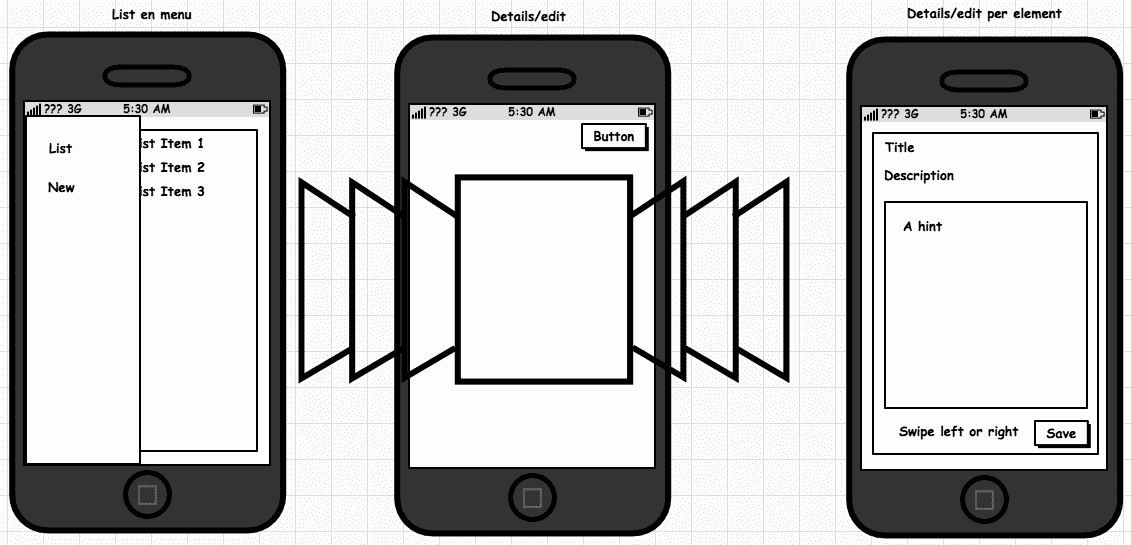 List en menu
??? 3G 5:30 AM
List
New
ist Item 1
ist Item 2
ist Item 3
Details/edit
??? 3G 5:30 AM
Button
Details/edit per element
??? 3G 5:30 AM
Title
Description
A hint
Swipe left or right
Save